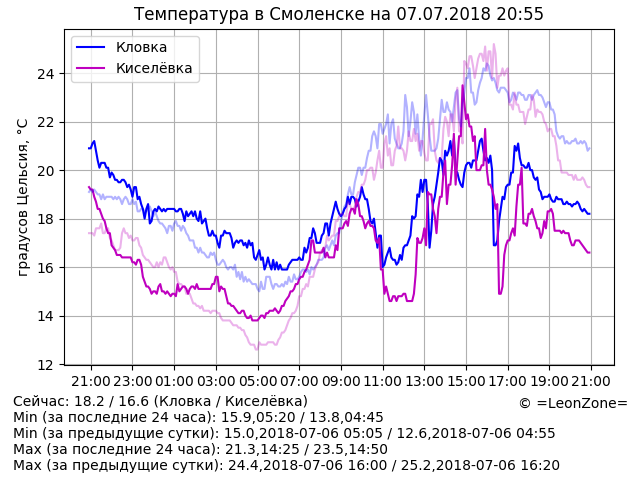 Температура в Смоленске на 07.07.2018 20:55
Кловка
Киселёвка
градусов Цельсия, °C
24
22
20
18
16
14
12
21:00 23:00 01:00 03:00 05:00 07:00 09:00 11:00 13:00 15:00 17:00 19:00 21:00
Сейчас: 18.2 / 16.6 (Кловка / Киселёвка)
© =LeonZone=
Min (за последние 24 часа): 15.9,05:20 / 13.8,04:45
Min (за предыдущие сутки): 15.0,2018-07-06 05:05 / 12.6,2018-07-06 04:55
Max (за последние 24 часа): 21.3,14:25 / 23.5,14:50
Max (за предыдущие сутки): 24.4,2018-07-06 16:00 / 25.2,2018-07-06 16:20